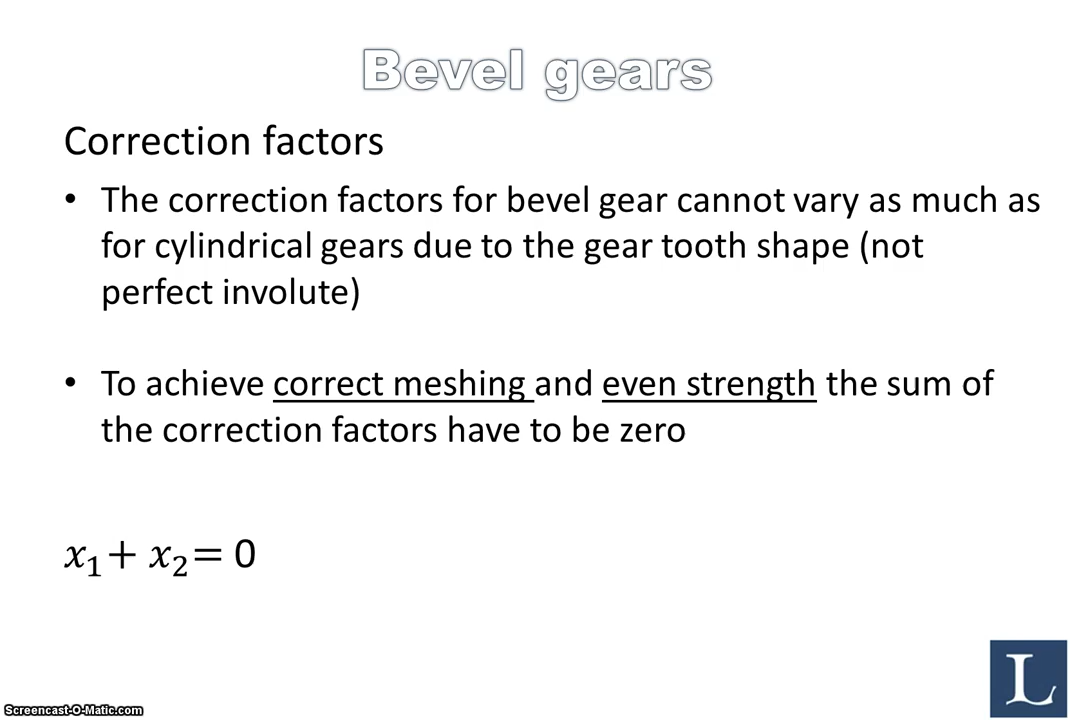 Bevel gears
Correction factors
• The correction factors for bevel gear cannot vary as much as
for cylindrical gears due to the gear tooth shape (not
perfect involute)
• To achieve correct meshing and even strength the sum of
the correction factors have to be zero
𝑥₁+ 𝑥₂= 0
L
Screencast-O-Matic.com